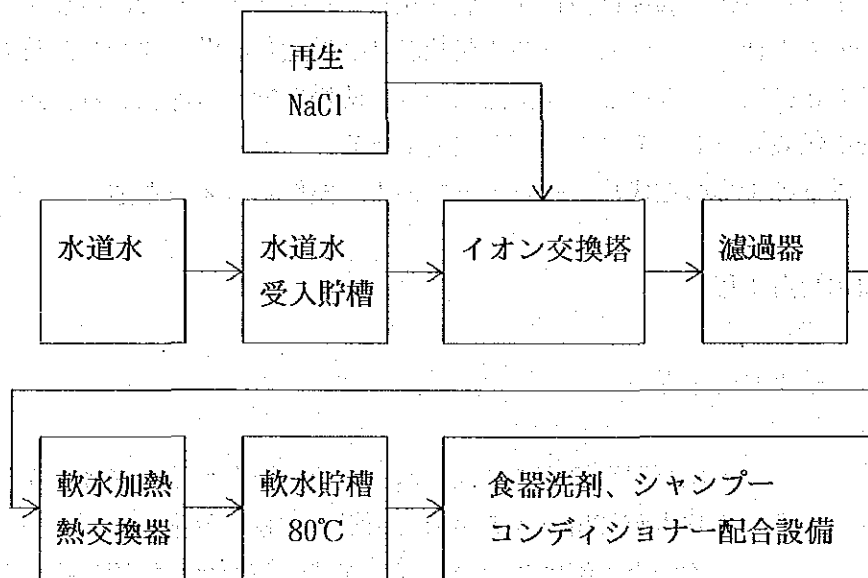 再生
NaCl
水道水
水道水
受入貯槽
イオン交換塔
濾過器
軟水加熱
熱交換器
軟水貯槽
80℃
食器洗剤、シャンプー
コンディショナー配合設備